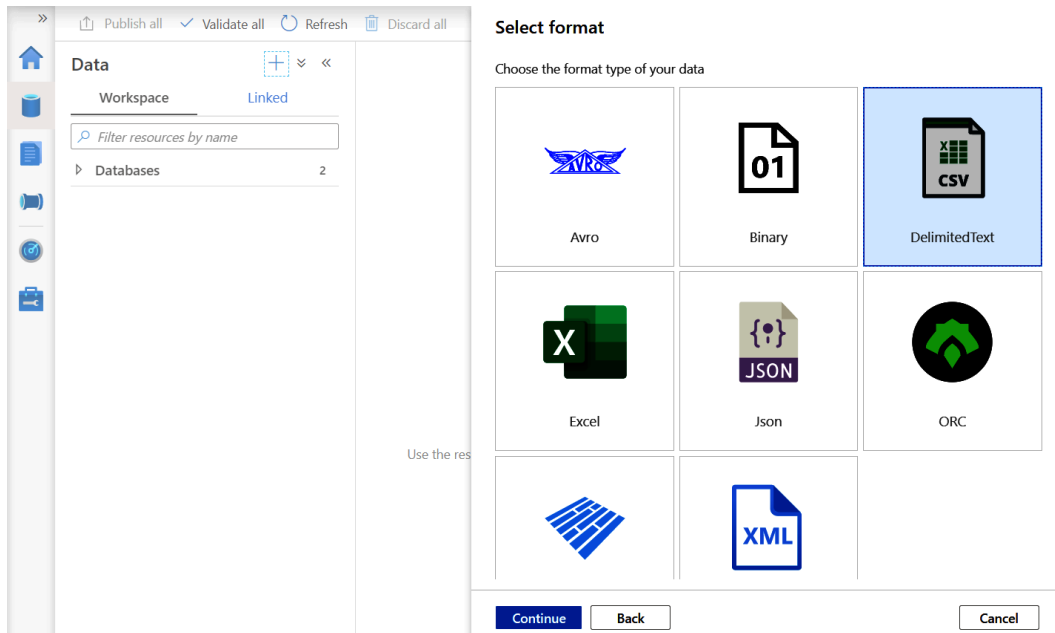 Publish all Validate all Refresh Discard all
Data
Workspace Linked
Filter resources by name
Databases 2
Use the res
Select format
Choose the format type of your data
AVRO
Avro
01
Binary
CSV
DelimitedText
X
Excel
JSON
Json
ORC
XML
Continue Back Cancel